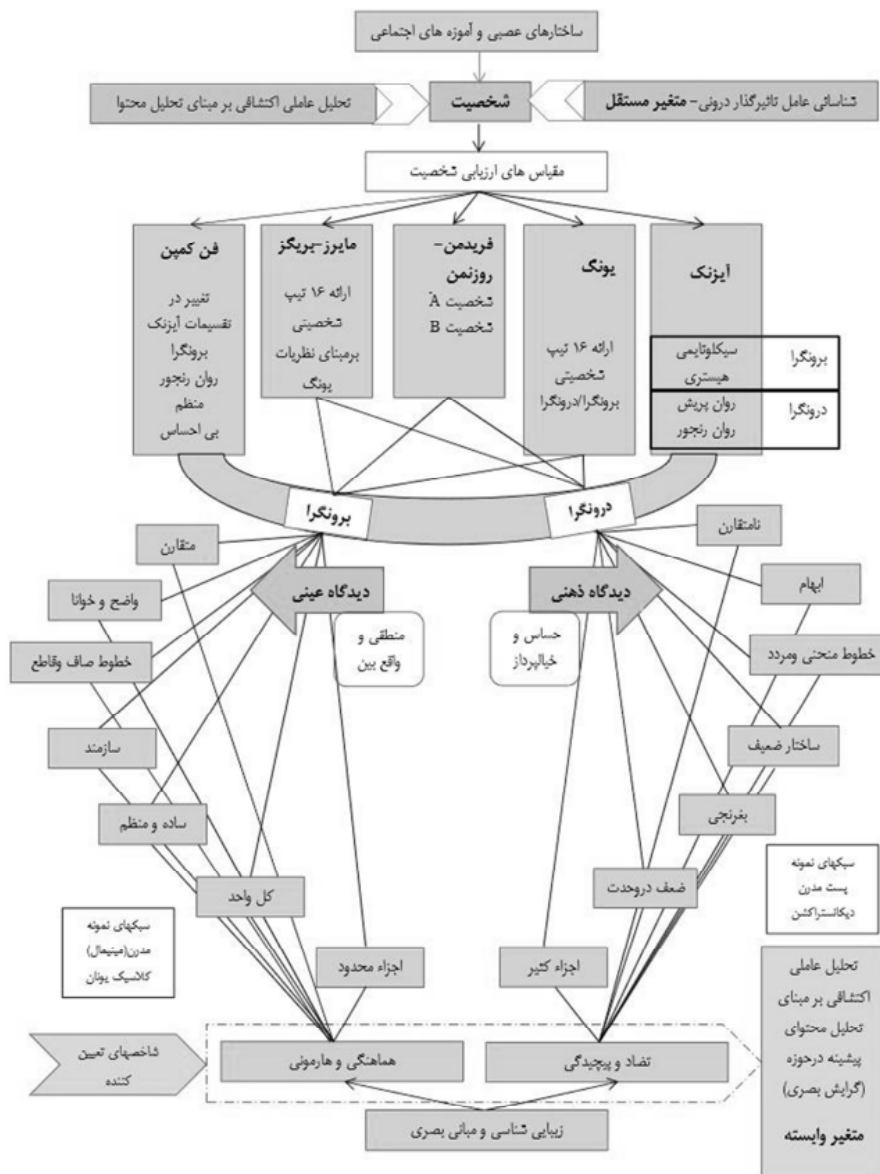 ساختارهای عصبی و آموزه های اجتماعی
شناسائی عامل تاثیرگذار درونی- متغیر مستقل
شخصیت
تحلیل عاملی اکتشافی بر مبنای تحلیل محتوا
مقیاس های ارزیابی شخصیت
آیزنک
برونگرا
سیکلوتایمی
هیستری
درونگرا
روان پریش
روان رنجور
یونگ
ارائه ۱۶ تیپ
شخصیتی
برونگرا/درونگرا
فریدمن-
روزنمن
شخصیت A
شخصیت B
مایرز-بریگز
ارائه ۱۶ تیپ
شخصیتی
برمبنای نظریات
یونگ
فن کمپن
تغییر در
تقسیمات آیزنک
برونگرا
روان رنجور
منظم
بی احساس
درونگرا
برونگرا
نامتقارن
متقارن
ابهام
دیدگاه ذهنی
دیدگاه عینی
واضح و خوانا
حساس و
خیالپرداز
منطقی و
واقع بین
خطوط منحنی ومردد
خطوط صاف وقاطع
ساختار ضعیف
سازمند
بغرنجی
ساده و منظم
سبکهای نمونه
پست مدرن
دیکانستراکشن
ضعف دروحدت
کل واحد
سبکهای نمونه
مدرن(مینیمال)
کلاسیک یونان
اجزاء کثیر
اجزاء محدود
تحلیل عاملی
اکتشافی بر مبنای
تحلیل محتوای
پیشینه درحوزه
(گرایش بصری)
متغیر وابسته
تضاد و پیچیدگی
هماهنگی و هارمونی
شاخصهای تعیین
کننده
زیبایی شناسی و مبانی بصری